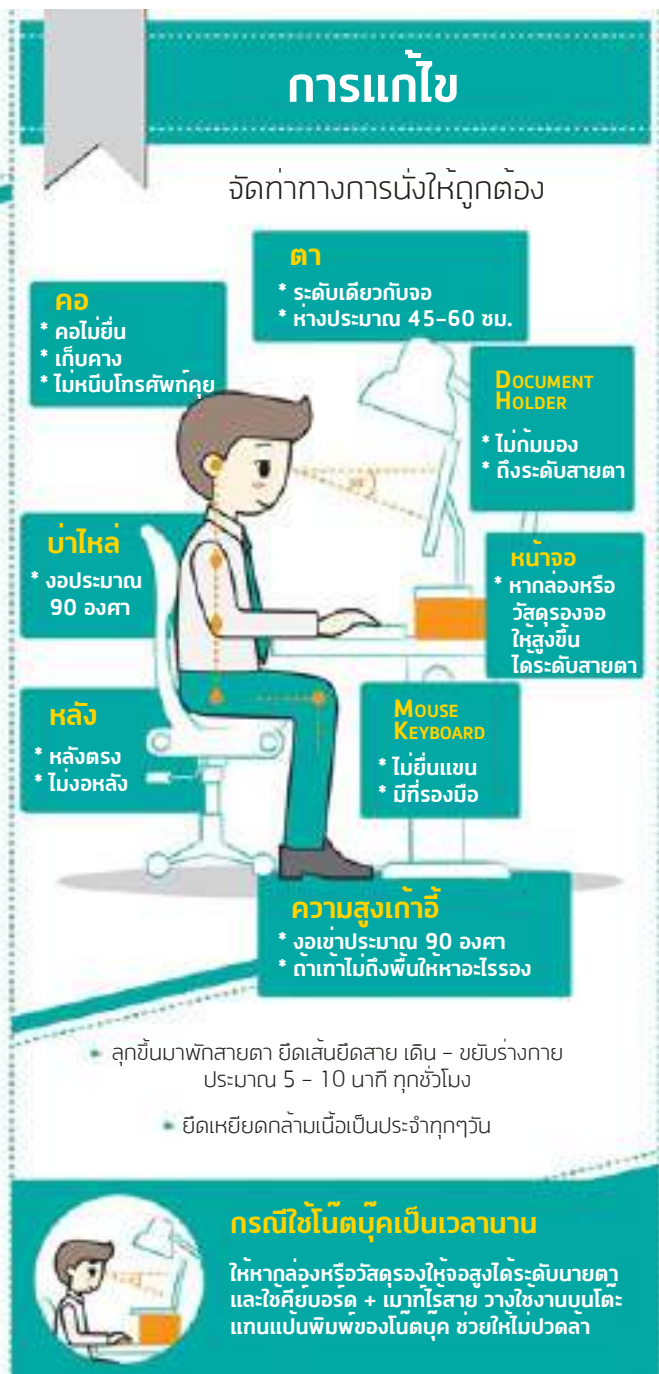 การแก้ไข
จัดท่าทางการนั่งให้ถูกต้อง
ตา
* ระดับเดียวกับจอ
* ห่างประมาณ 45-60 ซม.
คอ
* คอไม่ยื่น
* เก็บคาง
* ไม่หนีบโทรศัพท์คุย
DOCUMENT
HOLDER
* ไม่ก้มมอง
* ถึงระดับสายตา
บ่าไหล่
* งอประมาณ
90 องศา
หน้าจอ
* หากล่องหรือ
วัสดุรองจอ
ให้สูงขึ้น
ได้ระดับสายตา
หลัง
* หลังตรง
* ไม่งอหลัง
MOUSE
KEYBOARD
* ไม่ยื่นแขน
* มีที่รองมือ
ความสูงเก้าอี้
* งอเข่าประมาณ 90 องศา
* ถ้าเท้าไม่ถึงพื้นให้หาอะไรรอง
ลุกขึ้นมาพักสายตา ยืดเส้นยืดสาย เดิน - ขยับร่างกาย
ประมาณ 5 - 10 นาที ทุกชั่วโมง
ยืดเหยียดกล้ามเนื้อเป็นประจำทุกๆวัน
กรณีใช้โน๊ตบุ๊คเป็นเวลานาน
ให้หากล่องหรือวัสดุรองให้จอสูงได้ระดับนายตา
และใช้คีย์บอร์ด + เมาท์ไร้สาย วางใช้งานบนโต๊ะ
แทนแป้นพิมพ์ของโน๊ตบุ๊ค ช่วยให้ไม่ปวดล้า